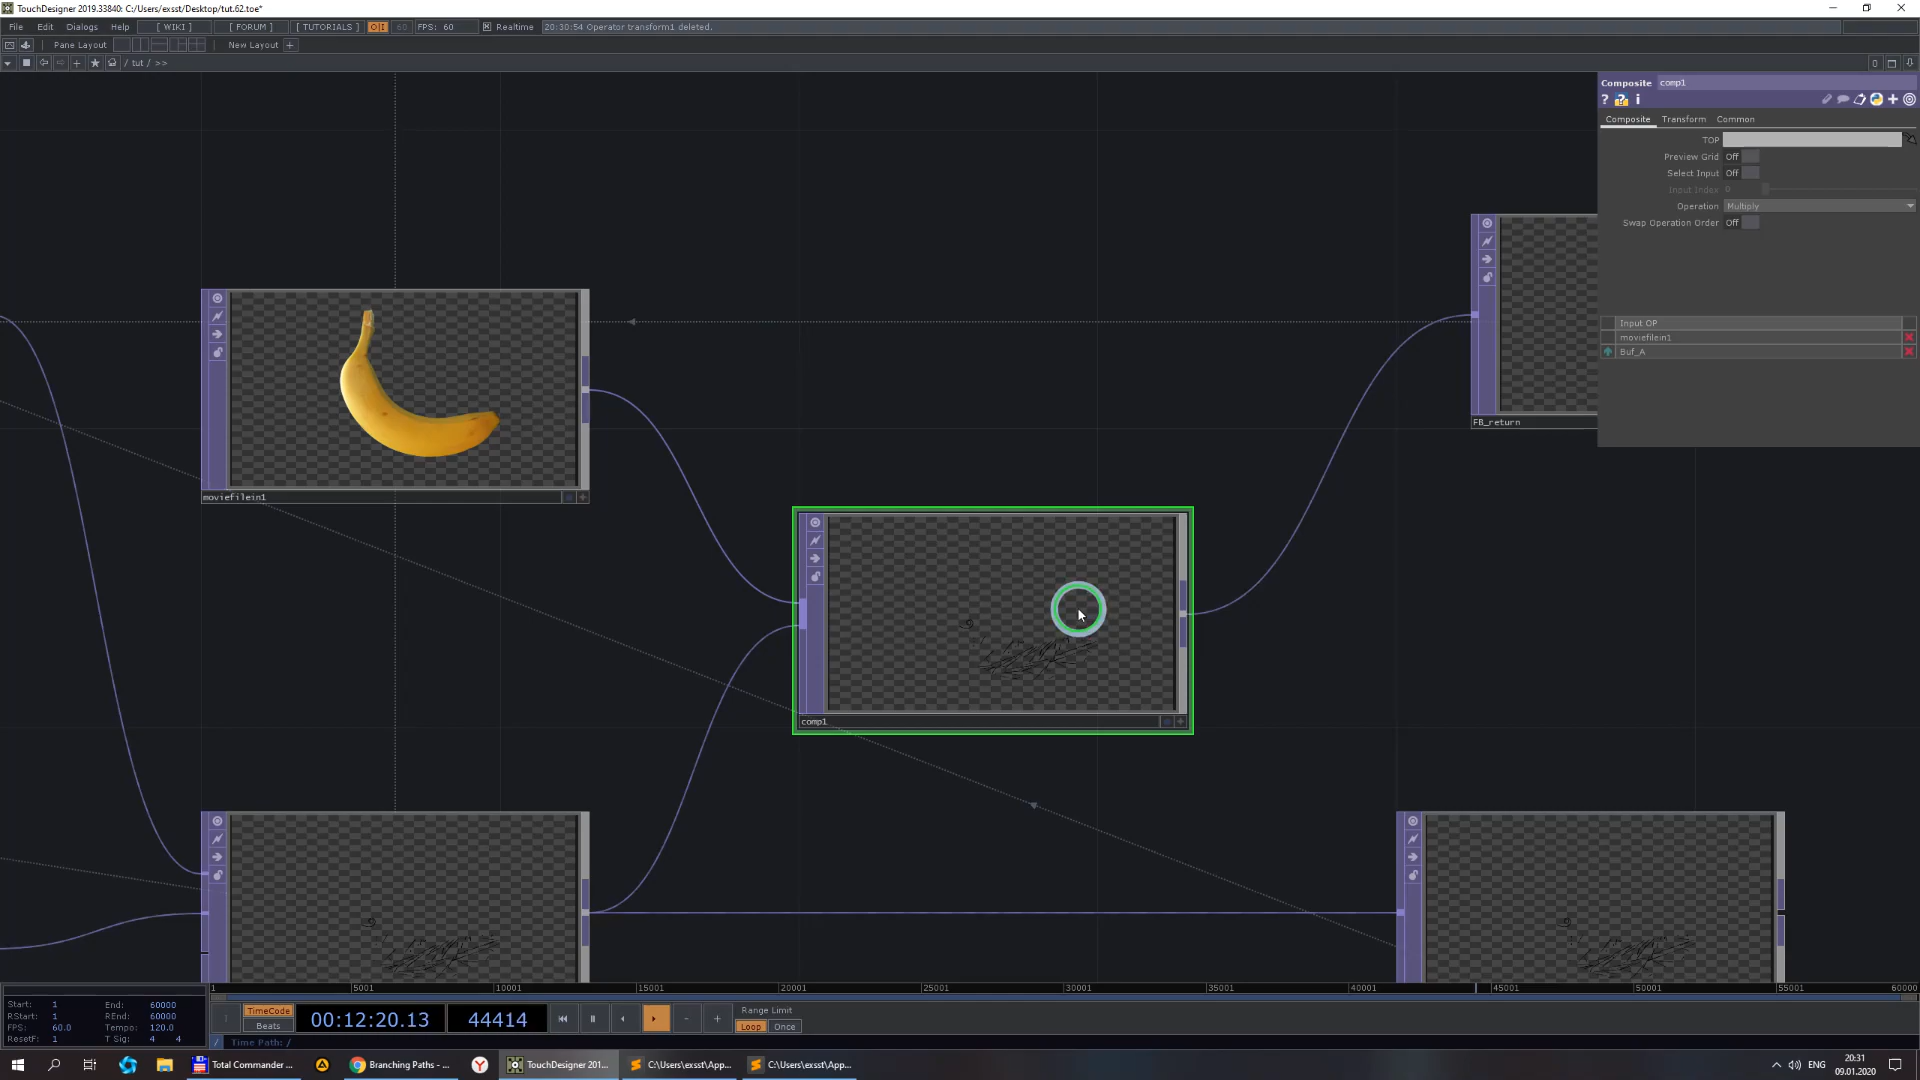 TouchDesigner 2019.33840: C:/Users/exsst/Desktop/tut.62.toe*
File Edit Dialogs Help [ WIKI ] [ FORUM ] [ TUTORIALS ] O|I 60 FPS: 60 Realtime 20:30:54 Operator transform1 deleted.
Pane Layout New Layout +
/ tut / >> 0
Composite comp1
? ? i
Composite Transform Common
TOP
Preview Grid Off
Select Input Off
Input Index 0
Operation Multiply
Swap Operation Order Off
Input OP
moviefilein1
Buf_A
FB_return
moviefilein1
comp1
1 5001 10001 15001 20001 25001 30001 35001 40001 45001 50001 55001 60000
Start: 1 End: 60000
RStart: 1 REnd: 60000
FPS: 60.0 Tempo: 120.0
ResetF: 1 T Sig: 4 4
TimeCode
Beats
00:12:20.13 44414
Range Limit
Loop Once
/ Time Path: /
Total Commander ... Branching Paths - ... TouchDesigner 201... C:\Users\exsst\App... C:\Users\exsst\App...
ENG
20:31
09.01.2020